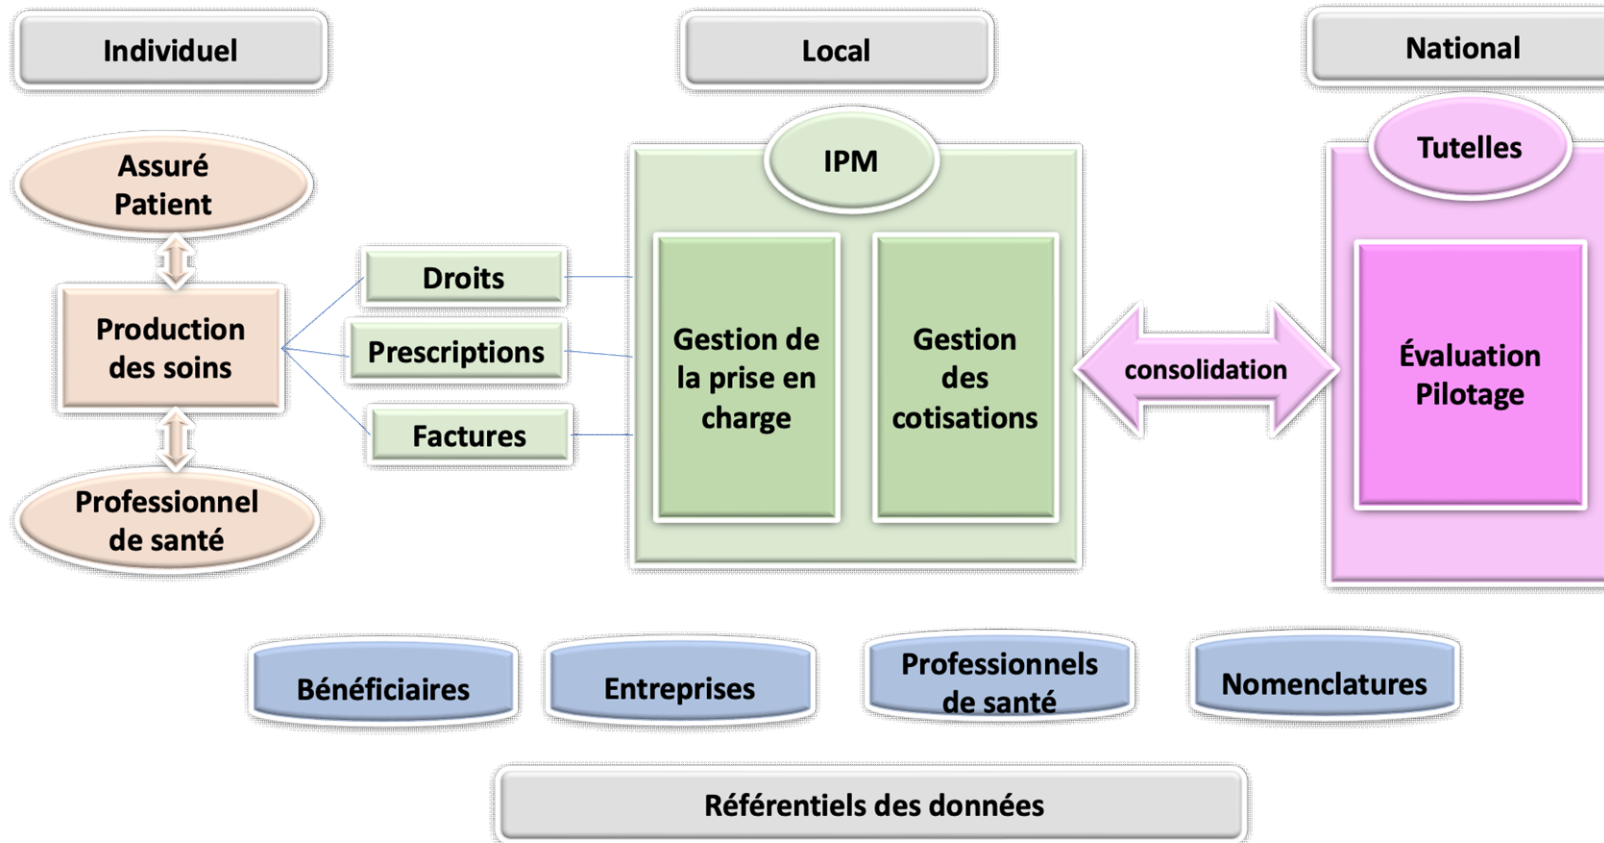 Individuel
Local
National
Assuré
Patient
IPM
Tutelles
Droits
Production
des soins
Prescriptions
Factures
Gestion de
la prise en
charge
Gestion
des
cotisations
consolidation
Évaluation
Pilotage
Professionnel
de santé
Bénéficiaires
Entreprises
Professionnels
de santé
Nomenclatures
Référentiels des données